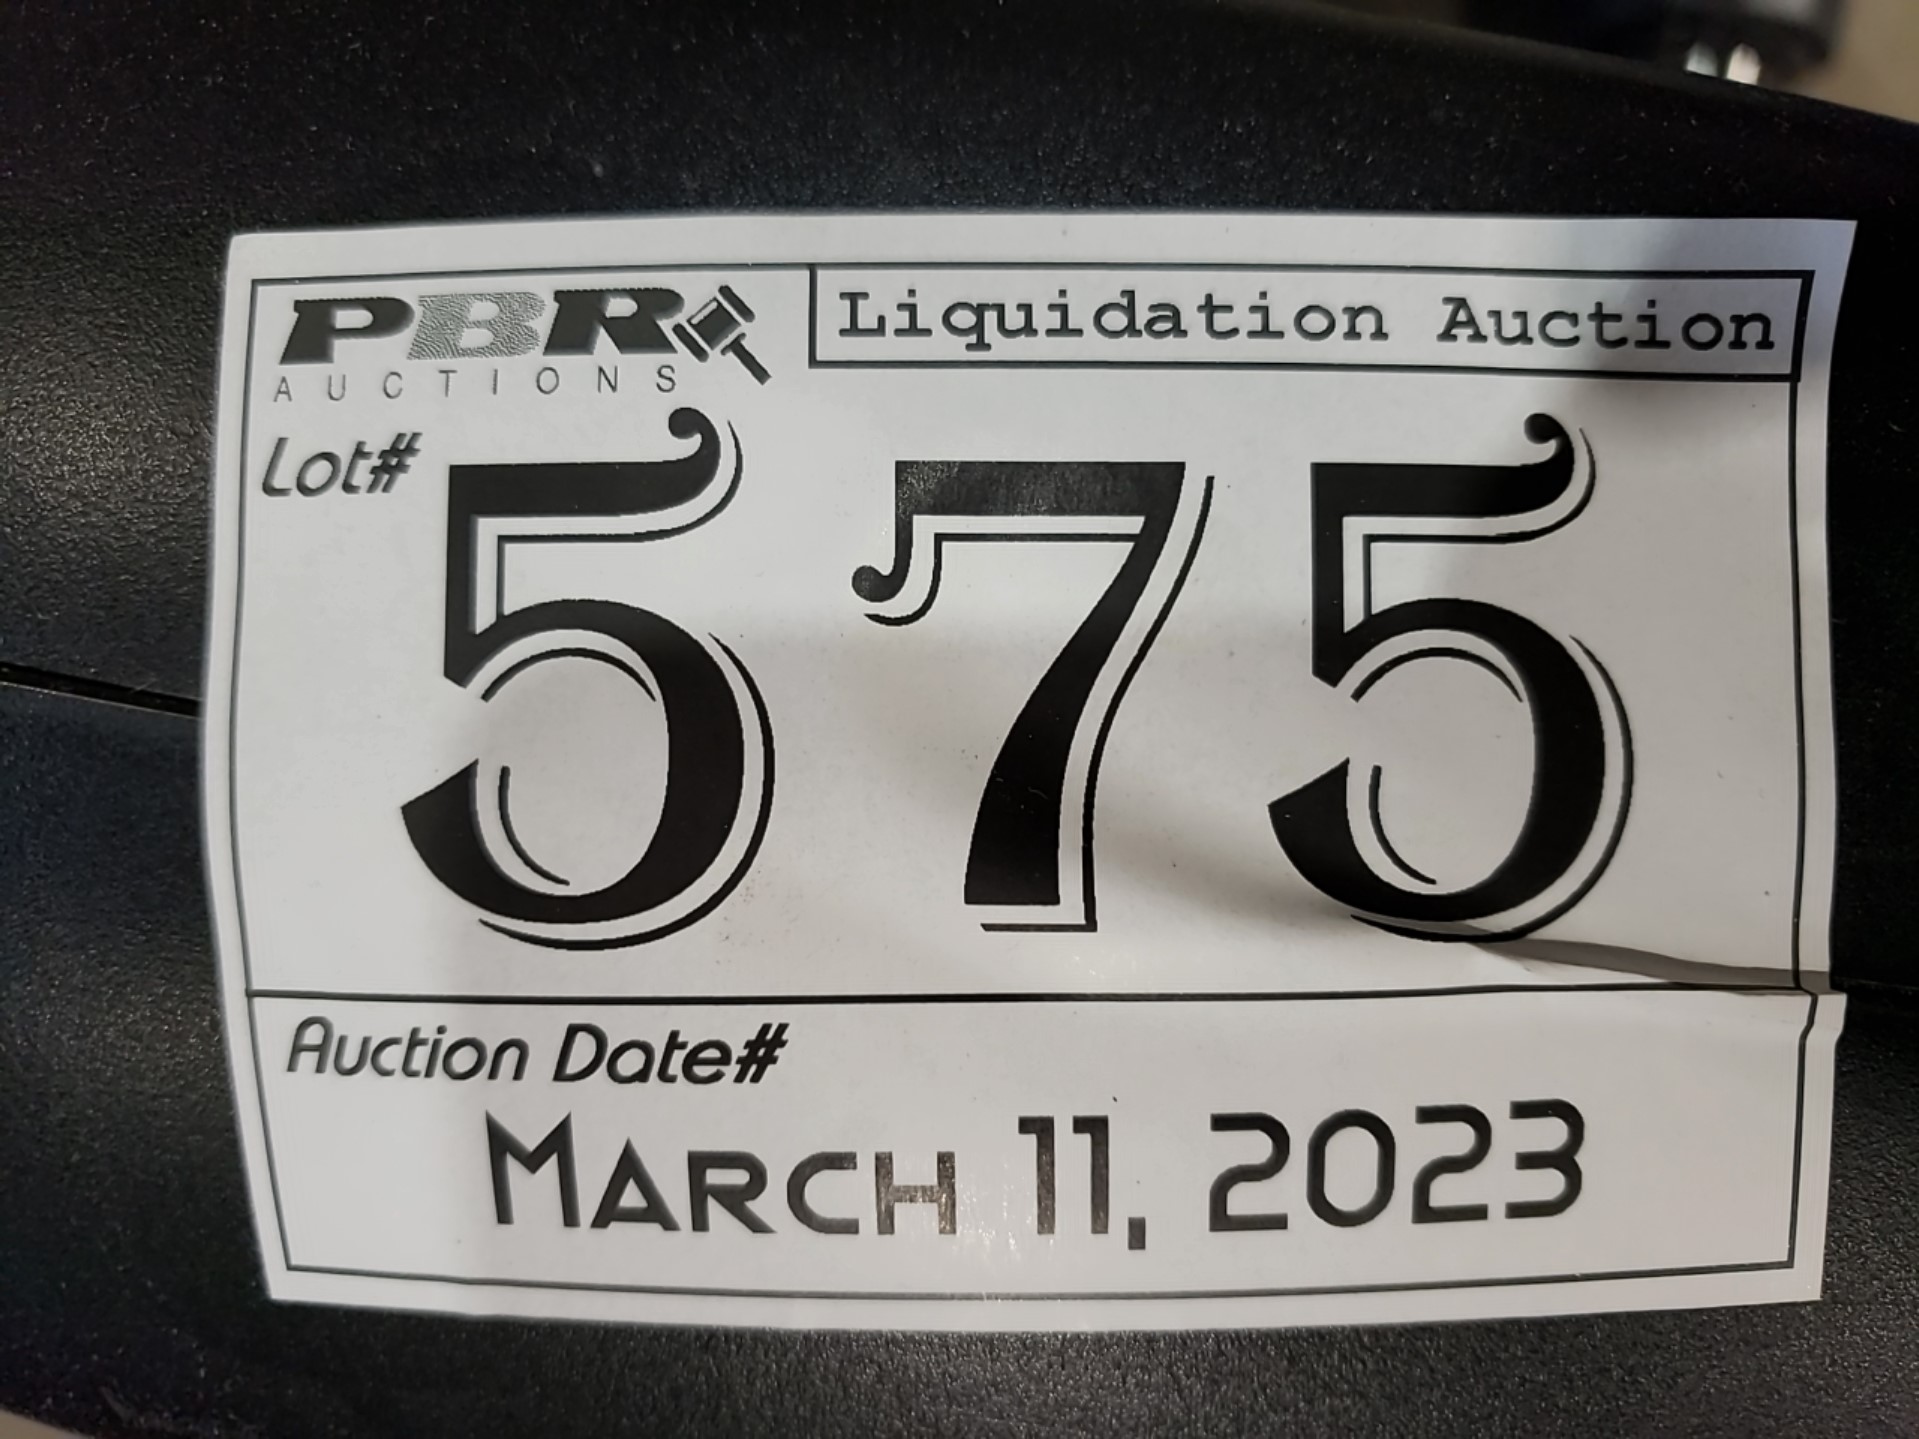 PBR
AUCTIONS
Liquidation Auction
Lot#
575
Auction Date#
March 11, 2023